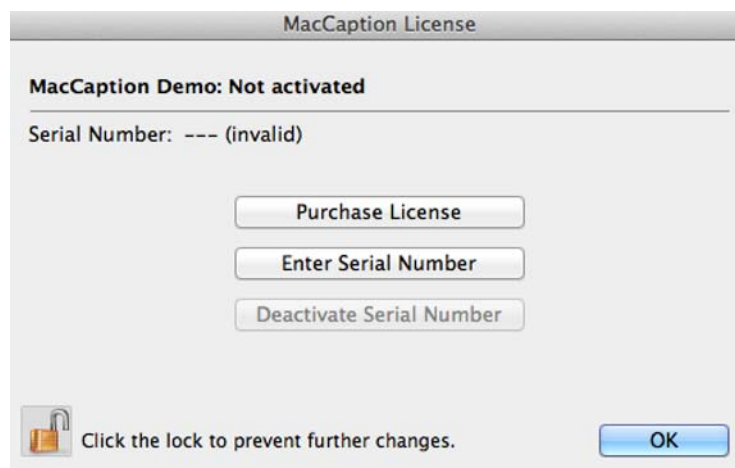 MacCaption License
MacCaption Demo: Not activated
Serial Number: --- (invalid)
Purchase License
Enter Serial Number
Deactivate Serial Number
Click the lock to prevent further changes.
OK